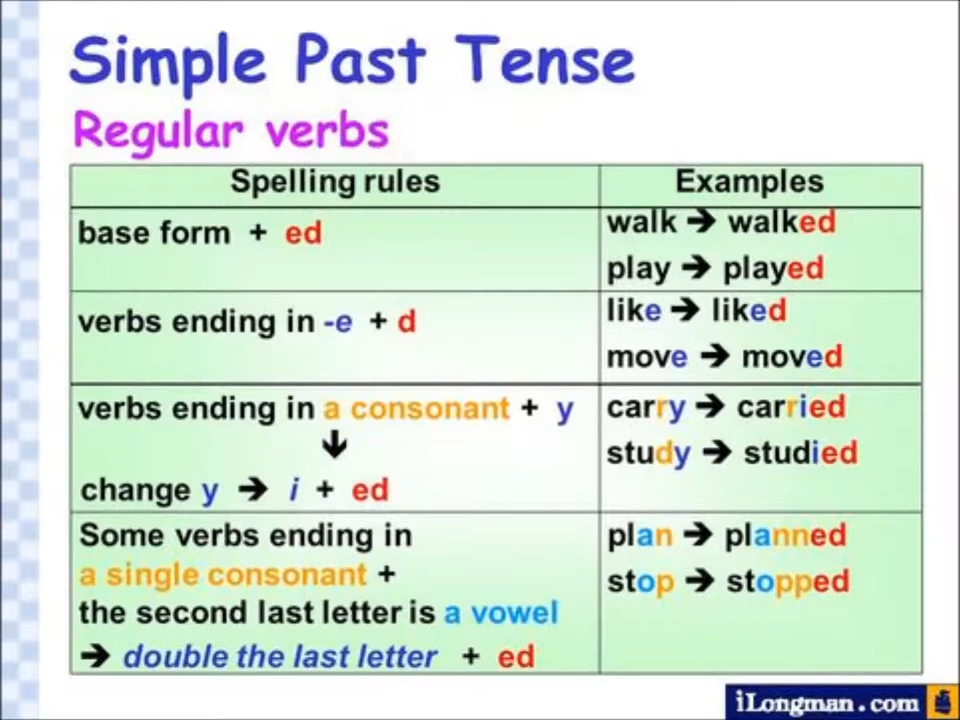 Simple Past Tense
Regular verbs
Spelling rules Examples
base form + ed
walk ➔ walked
play ➔ played
verbs ending in -e + d
like ➔ liked
move ➔ moved
verbs ending in a consonant + y
🡻
change y ➔ i + ed
carry ➔ carried
study ➔ studied
Some verbs ending in
a single consonant +
the second last letter is a vowel
➔ double the last letter + ed
plan ➔ planned
stop ➔ stopped
iLongman.com